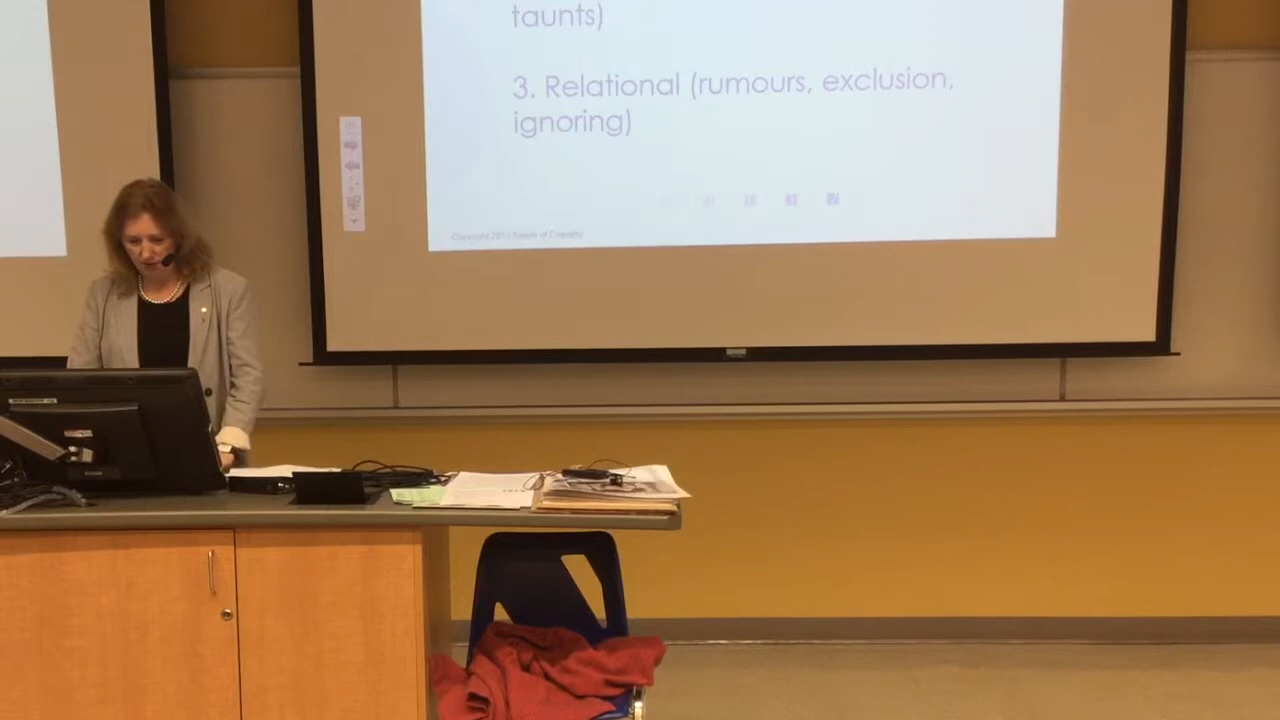 taunts)
3. Relational (rumours, exclusion,
ignoring)